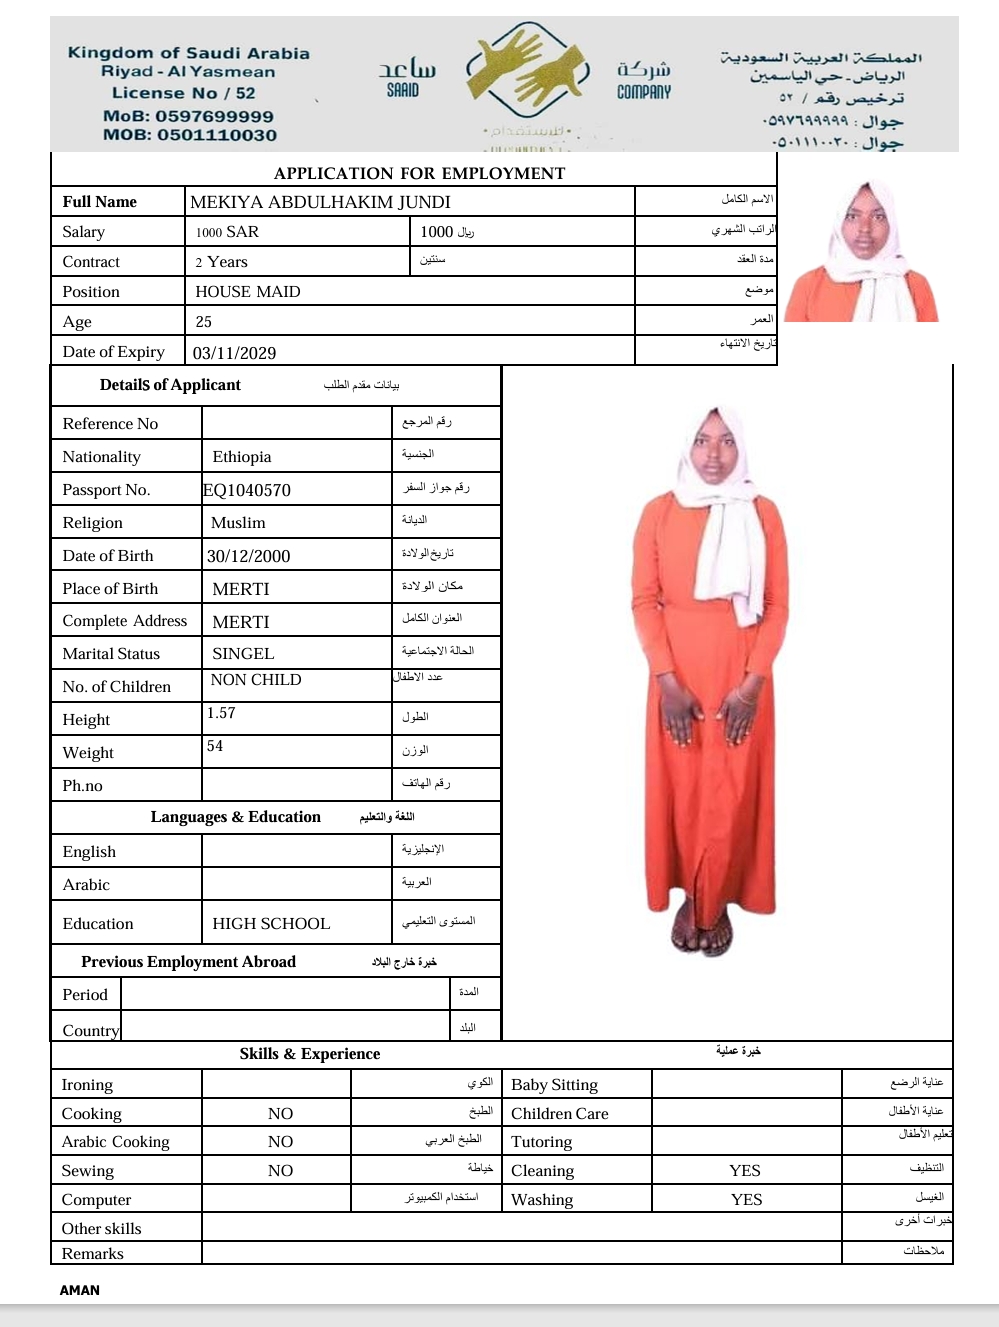 Kingdom of Saudi Arabia
Riyad - Al Yasmean
License No / 52
MoB: 0597699999
MOB: 0501110030
ساعد
SAAID
شركة
COMPANY
للاستقدام
المملكة العربية السعودية
الرياض - حي الياسمين
ترخيص رقم / ٥٢
جوال : ٠٥٩٧٦٩٩٩٩٩
جوال : ٠٥٠١١١٠٠٣٠
APPLICATION FOR EMPLOYMENT
Full Name MEKIYA ABDULHAKIM JUNDI الاسم الكامل
Salary 1000 SAR 1000 ريال الراتب الشهري
Contract 2 Years سنتين مدة العقد
Position HOUSE MAID موضع
Age 25 العمر
Date of Expiry 03/11/2029 تاريخ الانتهاء
Details of Applicant بيانات مقدم الطلب
Reference No رقم المرجع
Nationality Ethiopia الجنسية
Passport No. EQ1040570 رقم جواز السفر
Religion Muslim الديانة
Date of Birth 30/12/2000 تاريخ الولادة
Place of Birth MERTI مكان الولادة
Complete Address MERTI العنوان الكامل
Marital Status SINGEL الحالة الاجتماعية
No. of Children NON CHILD عدد الاطفال
Height 1.57 الطول
Weight 54 الوزن
Ph.no رقم الهاتف
Languages & Education اللغة والتعليم
English الإنجليزية
Arabic العربية
Education HIGH SCHOOL المستوى التعليمي
Previous Employment Abroad خبرة خارج البلاد
Period المدة
Country البلد
Skills & Experience خبرة عملية
Ironing الكوي Baby Sitting عناية الرضع
Cooking NO الطبخ Children Care عناية الأطفال
Arabic Cooking NO الطبخ العربي Tutoring تعليم الأطفال
Sewing NO خياطة Cleaning YES التنظيف
Computer استخدام الكمبيوتر Washing YES الغيسل
Other skills خبرات أخرى
Remarks ملاحظات
AMAN